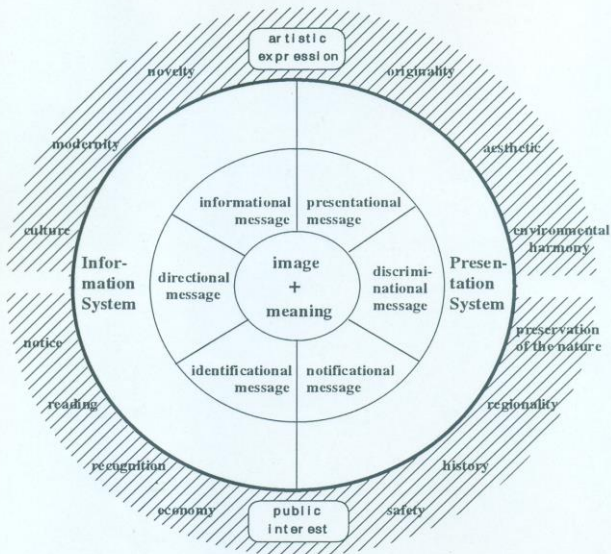 artistic
expression
novelty
originality
modernity
aesthetic
culture
environmental
harmony
informational
message
presentational
message
Infor-
mation
System
directional
message
image
+
meaning
discrimi-
national
message
Presen-
tation
System
identificational
message
notificational
message
notice
preservation
of the nature
reading
regionality
recognition
history
economy
safety
public
interest